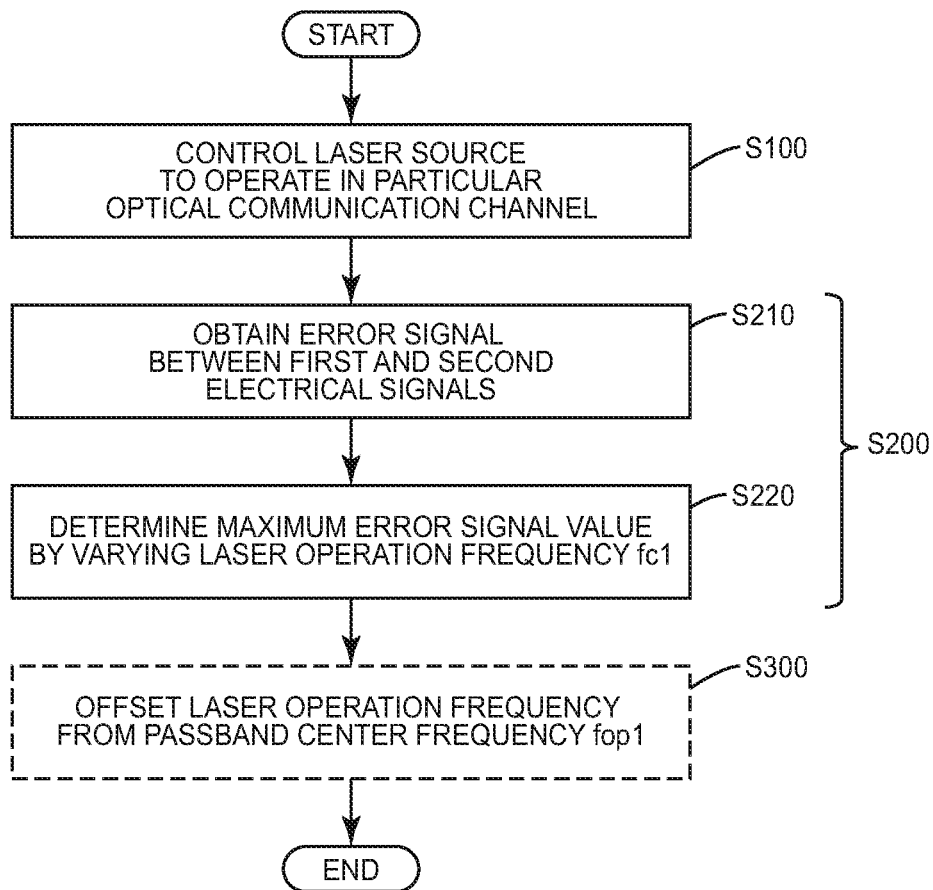 START
CONTROL LASER SOURCE
TO OPERATE IN PARTICULAR
OPTICAL COMMUNICATION CHANNEL
S100
OBTAIN ERROR SIGNAL
BETWEEN FIRST AND SECOND
ELECTRICAL SIGNALS
S210
S200
DETERMINE MAXIMUM ERROR SIGNAL VALUE
BY VARYING LASER OPERATION FREQUENCY fc1
S220
OFFSET LASER OPERATION FREQUENCY
FROM PASSBAND CENTER FREQUENCY fop1
S300
END